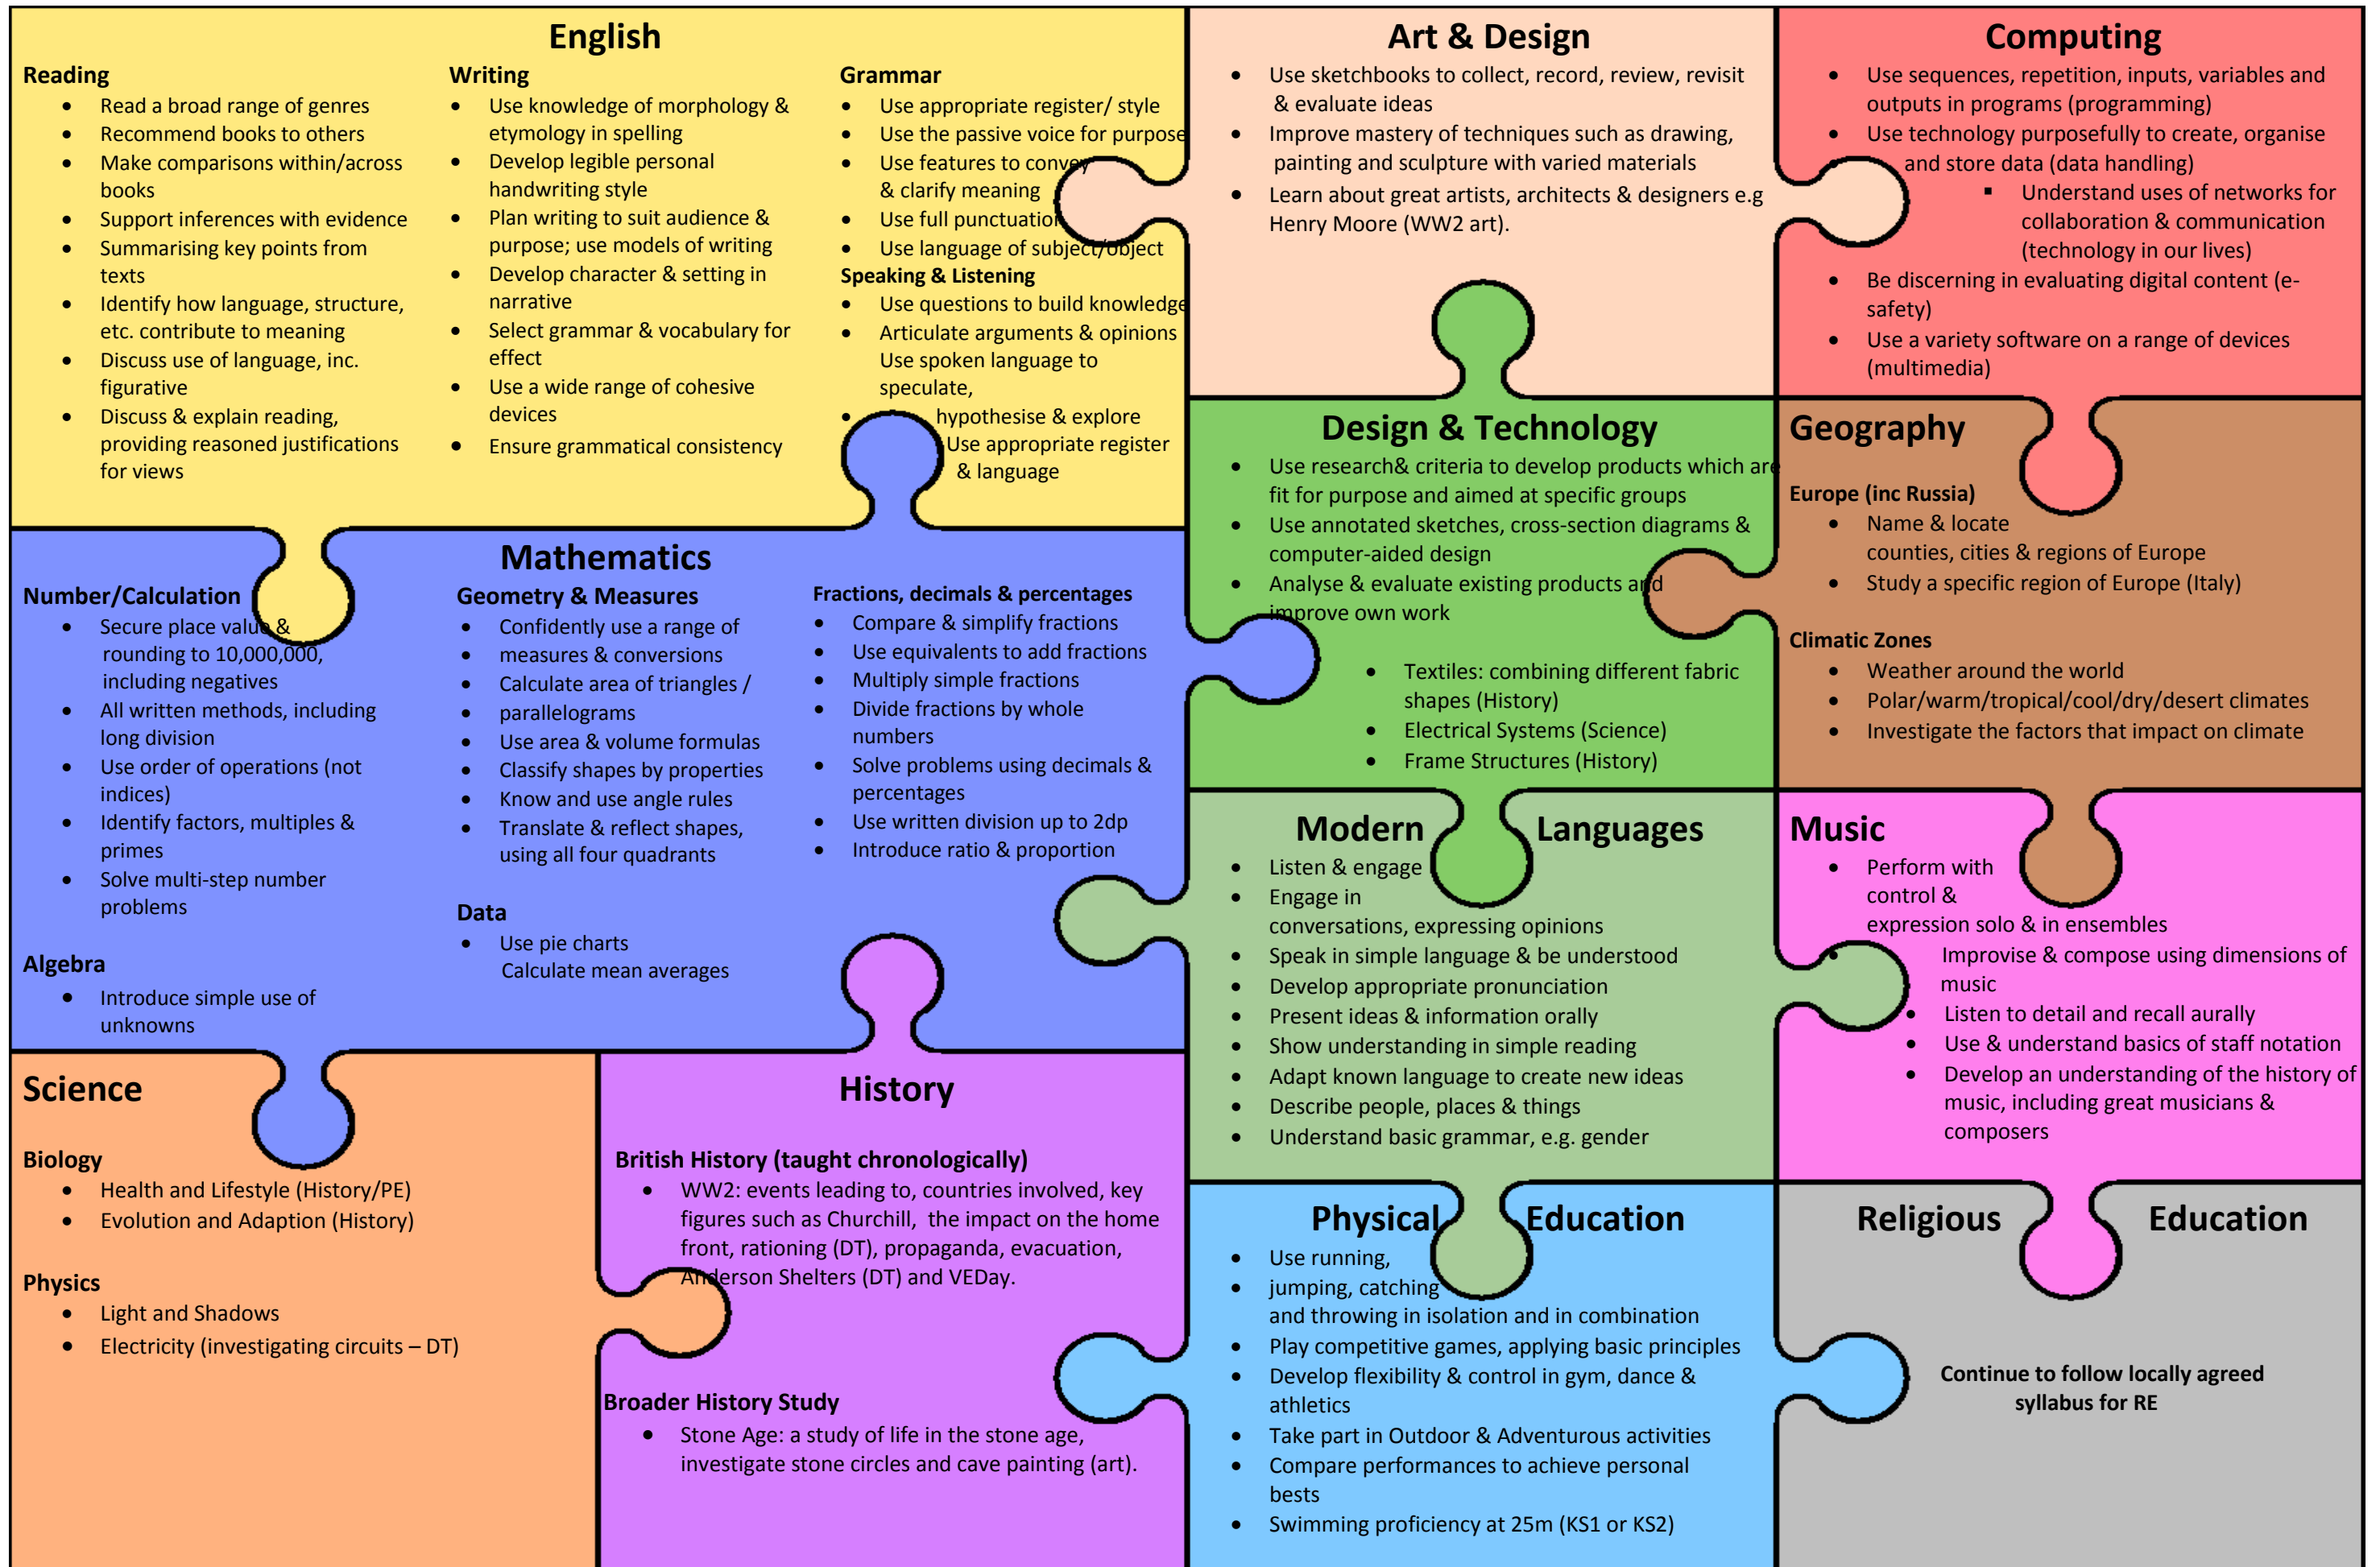 English
Reading
• Read a broad range of genres
• Recommend books to others
• Make comparisons within/across
books
• Support inferences with evidence
• Summarising key points from
texts
• Identify how language, structure,
etc. contribute to meaning
• Discuss use of language, inc.
figurative
• Discuss & explain reading,
providing reasoned justifications
for views
Writing
• Use knowledge of morphology &
etymology in spelling
• Develop legible personal
handwriting style
• Plan writing to suit audience &
purpose; use models of writing
• Develop character & setting in
narrative
• Select grammar & vocabulary for
effect
• Use a wide range of cohesive
devices
• Ensure grammatical consistency
Grammar
• Use appropriate register/ style
• Use the passive voice for purpose
• Use features to convey
& clarify meaning
• Use full punctuation
• Use language of subject/object
Speaking & Listening
• Use questions to build knowledge
• Articulate arguments & opinions
Use spoken language to
speculate,
• hypothesise & explore
Use appropriate register
& language
Art & Design
• Use sketchbooks to collect, record, review, revisit
& evaluate ideas
• Improve mastery of techniques such as drawing,
painting and sculpture with varied materials
• Learn about great artists, architects & designers e.g
Henry Moore (WW2 art).
Computing
• Use sequences, repetition, inputs, variables and
outputs in programs (programming)
• Use technology purposefully to create, organise
and store data (data handling)
▪ Understand uses of networks for
collaboration & communication
(technology in our lives)
• Be discerning in evaluating digital content (e-
safety)
• Use a variety software on a range of devices
(multimedia)
Mathematics
Number/Calculation
• Secure place value &
rounding to 10,000,000,
including negatives
• All written methods, including
long division
• Use order of operations (not
indices)
• Identify factors, multiples &
primes
• Solve multi-step number
problems
Algebra
• Introduce simple use of
unknowns
Geometry & Measures
• Confidently use a range of
• measures & conversions
• Calculate area of triangles /
• parallelograms
• Use area & volume formulas
• Classify shapes by properties
• Know and use angle rules
• Translate & reflect shapes,
using all four quadrants
Data
• Use pie charts
Calculate mean averages
Fractions, decimals & percentages
• Compare & simplify fractions
• Use equivalents to add fractions
• Multiply simple fractions
• Divide fractions by whole
numbers
• Solve problems using decimals &
percentages
• Use written division up to 2dp
• Introduce ratio & proportion
Design & Technology
• Use research& criteria to develop products which are
fit for purpose and aimed at specific groups
• Use annotated sketches, cross-section diagrams &
computer-aided design
• Analyse & evaluate existing products and
improve own work
• Textiles: combining different fabric
shapes (History)
• Electrical Systems (Science)
• Frame Structures (History)
Geography
Europe (inc Russia)
• Name & locate
counties, cities & regions of Europe
• Study a specific region of Europe (Italy)
Climatic Zones
• Weather around the world
• Polar/warm/tropical/cool/dry/desert climates
• Investigate the factors that impact on climate
Modern Languages
• Listen & engage
• Engage in
conversations, expressing opinions
• Speak in simple language & be understood
• Develop appropriate pronunciation
• Present ideas & information orally
• Show understanding in simple reading
• Adapt known language to create new ideas
• Describe people, places & things
• Understand basic grammar, e.g. gender
Music
• Perform with
control &
expression solo & in ensembles
• Improvise & compose using dimensions of
music
• Listen to detail and recall aurally
• Use & understand basics of staff notation
• Develop an understanding of the history of
music, including great musicians &
composers
Science
Biology
• Health and Lifestyle (History/PE)
• Evolution and Adaption (History)
Physics
• Light and Shadows
• Electricity (investigating circuits – DT)
History
British History (taught chronologically)
• WW2: events leading to, countries involved, key
figures such as Churchill, the impact on the home
front, rationing (DT), propaganda, evacuation,
Anderson Shelters (DT) and VEDay.
Broader History Study
• Stone Age: a study of life in the stone age,
investigate stone circles and cave painting (art).
Physical Education
• Use running,
• jumping, catching
and throwing in isolation and in combination
• Play competitive games, applying basic principles
• Develop flexibility & control in gym, dance &
athletics
• Take part in Outdoor & Adventurous activities
• Compare performances to achieve personal
bests
• Swimming proficiency at 25m (KS1 or KS2)
Religious Education
Continue to follow locally agreed
syllabus for RE